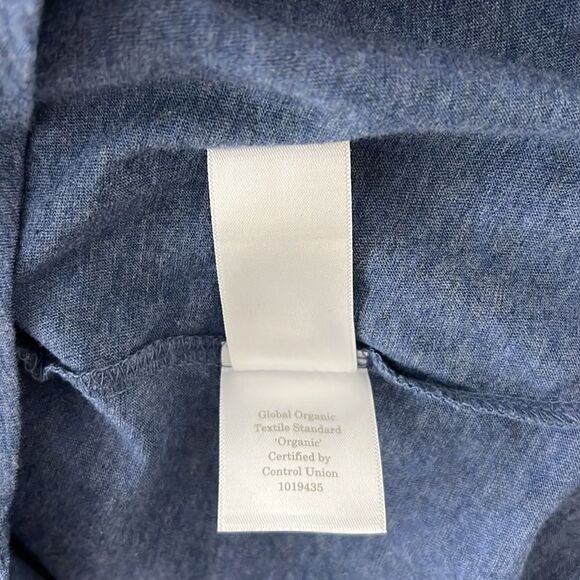 Global Organic
Textile Standard
'Organic'
Certified by
Control Union
1019435